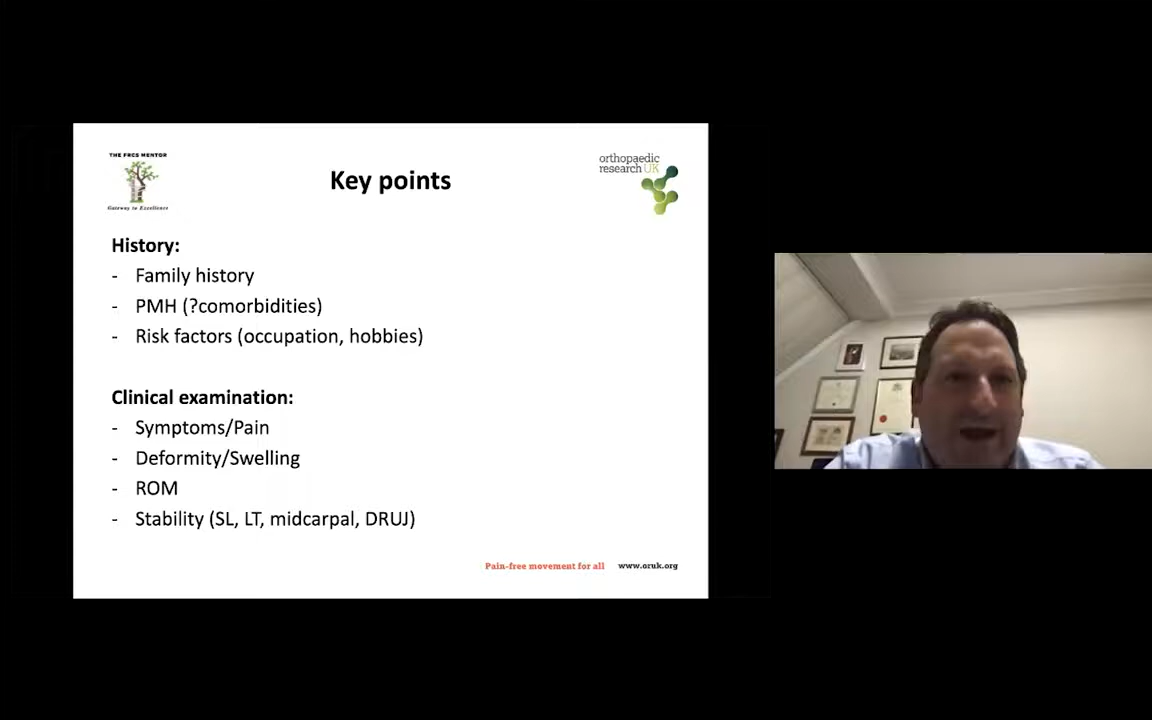 THE FRCS MENTOR
Gateway to Excellence
Key points
orthopaedic
research UK
History:
- Family history
- PMH (?comorbidities)
- Risk factors (occupation, hobbies)
Clinical examination:
- Symptoms/Pain
- Deformity/Swelling
- ROM
- Stability (SL, LT, midcarpal, DRUJ)
Pain-free movement for all www.oruk.org